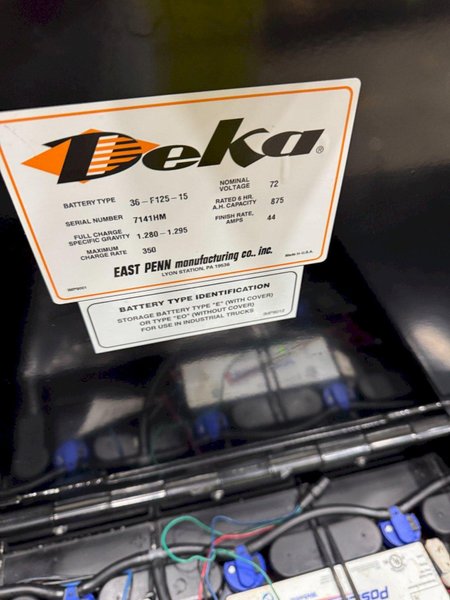 Deka®
BATTERY TYPE 36-F125-15
NOMINAL VOLTAGE 72
SERIAL NUMBER 7141HM
RATED 6 HR. A.H. CAPACITY 875
FULL CHARGE SPECIFIC GRAVITY 1.280-1.295
FINISH RATE, AMPS 44
MAXIMUM CHARGE RATE 350
EAST PENN manufacturing co., inc.
LYON STATION, PA 19536
Made in U.S.A.
BATTERY TYPE IDENTIFICATION
STORAGE BATTERY TYPE "E" (WITH COVER)
OR TYPE "EO" (WITHOUT COVER)
FOR USE IN INDUSTRIAL TRUCKS
POS